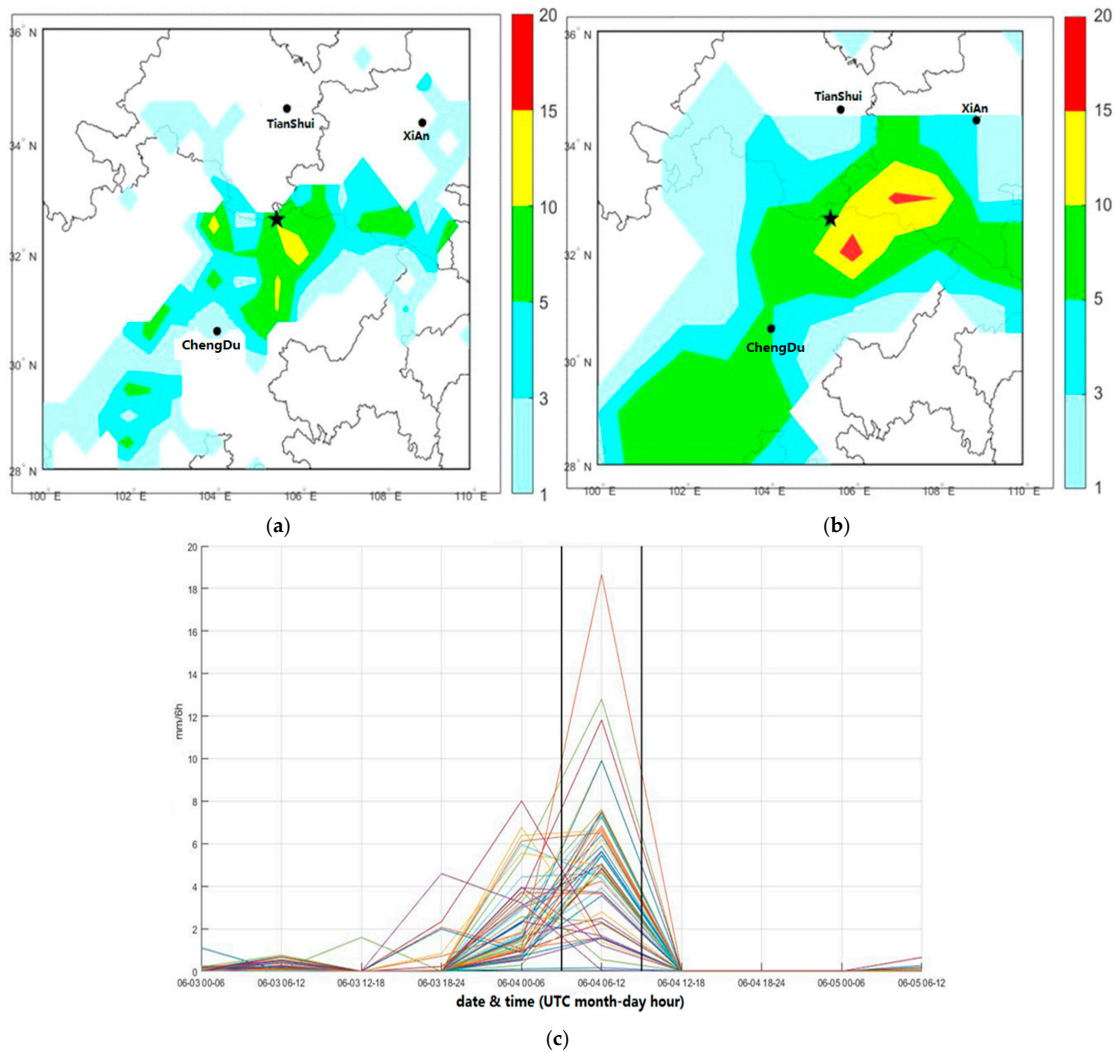 36° N
34° N
32° N
30° N
28° N
100° E
102° E
104° E
106° E
108° E
110° E
TianShui
XiAn
ChengDu
20
15
10
5
3
1
(a)
36° N
34° N
32° N
30° N
28° N
100° E
102° E
104° E
106° E
108° E
110° E
TianShui
XiAn
ChengDu
20
15
10
5
3
1
(b)
20
18
16
14
12
10
8
6
4
2
0
mm/6h
06-03 00-06
06-03 06-12
06-03 12-18
06-03 18-24
06-04 00-06
06-04 06-12
06-04 12-18
06-04 18-24
06-05 00-06
06-05 06-12
date & time (UTC month-day hour)
(c)